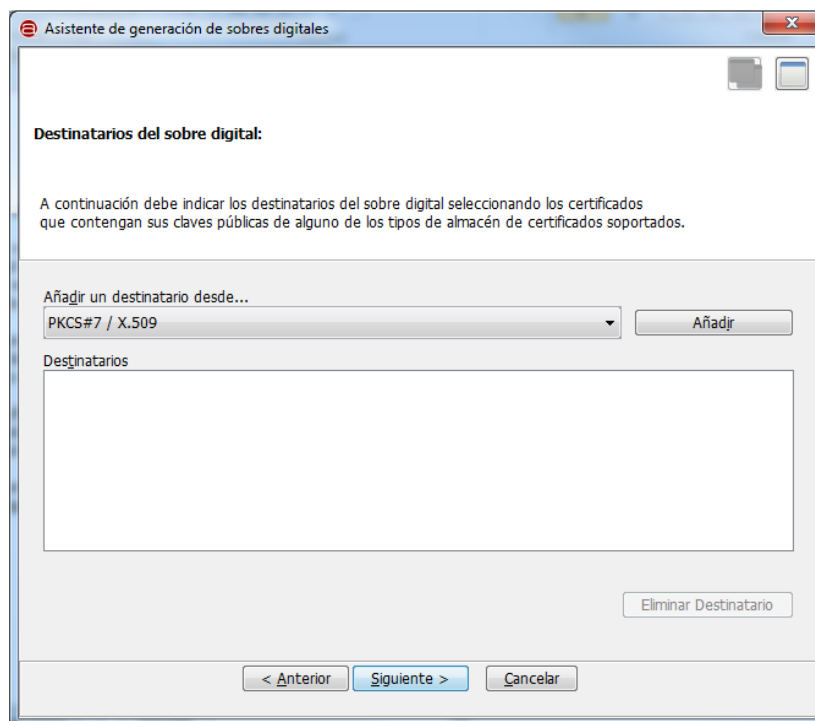 Asistente de generación de sobres digitales
Destinatarios del sobre digital:
A continuación debe indicar los destinatarios del sobre digital seleccionando los certificados
que contengan sus claves públicas de alguno de los tipos de almacén de certificados soportados.
Añadir un destinatario desde...
PKCS#7 / X.509
Añadir
Destinatarios
Eliminar Destinatario
< Anterior
Siguiente >
Cancelar